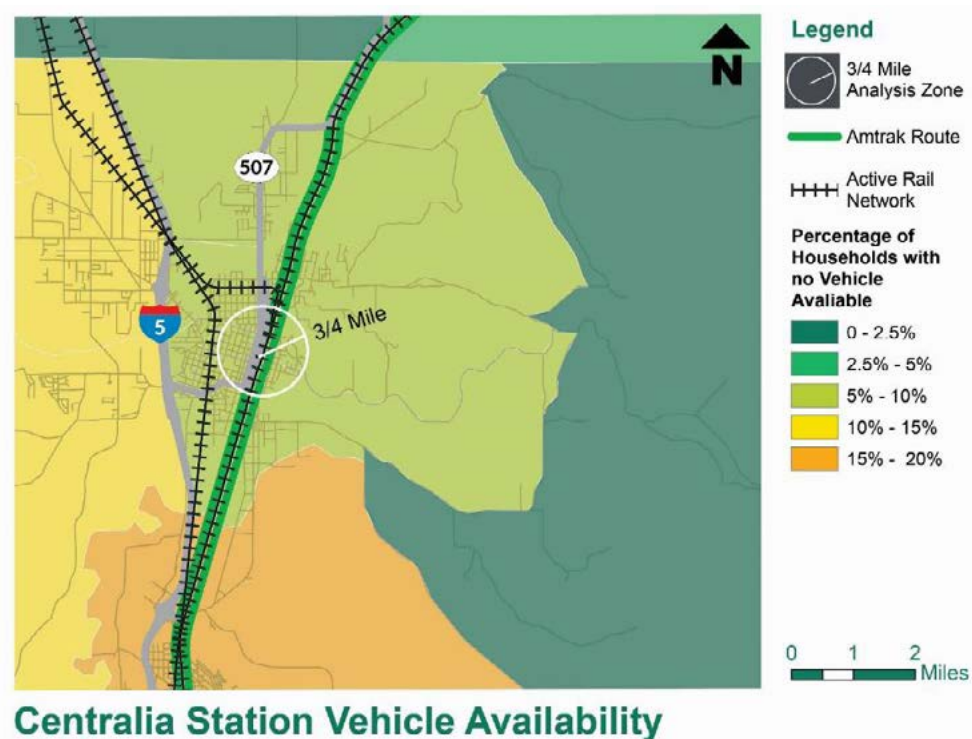 N
507
5
3/4 Mile
Legend
3/4 Mile
Analysis Zone
Amtrak Route
Active Rail
Network
Percentage of
Households with
no Vehicle
Avaliable
0 - 2.5%
2.5% - 5%
5% - 10%
10% - 15%
15% - 20%
0 1 2
Miles
Centralia Station Vehicle Availability